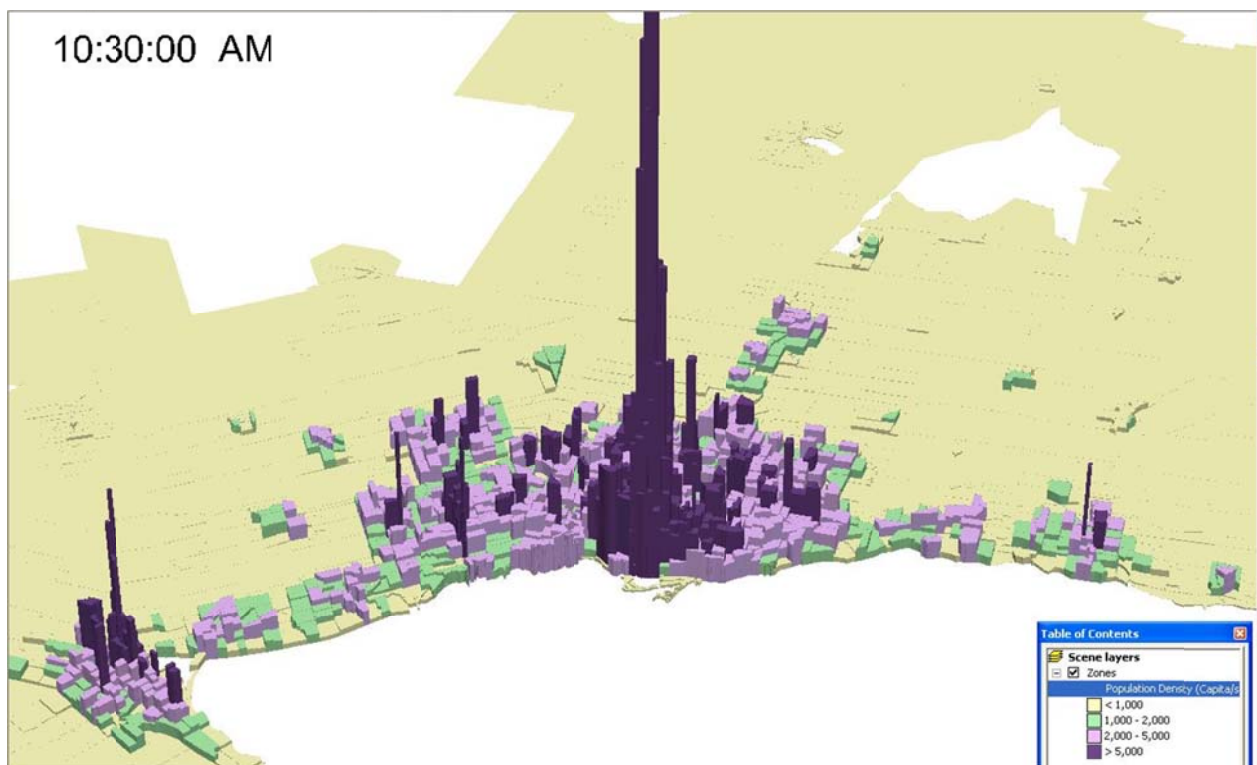 10:30:00 AM
Table of Contents
Scene layers
Zones
Population Density (Capita/s
< 1,000
1,000 - 2,000
2,000 - 5,000
> 5,000